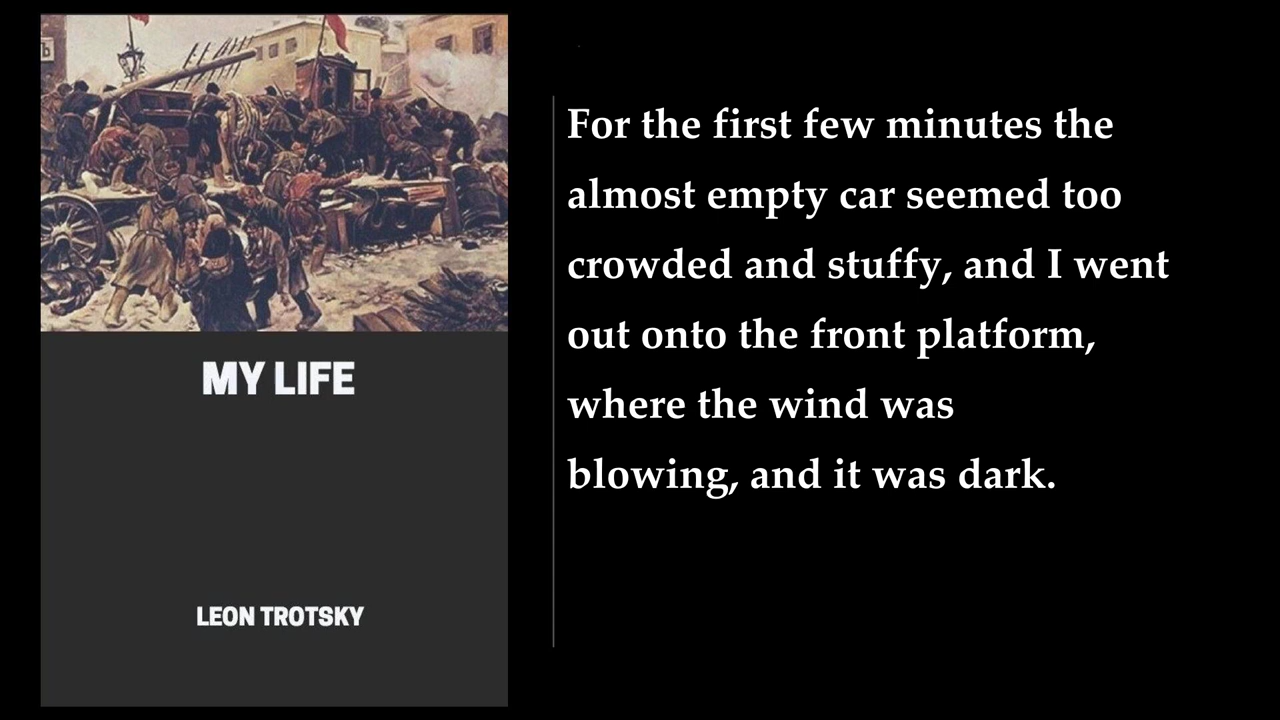 MY LIFE
LEON TROTSKY
For the first few minutes the
almost empty car seemed too
crowded and stuffy, and I went
out onto the front platform,
where the wind was
blowing, and it was dark.